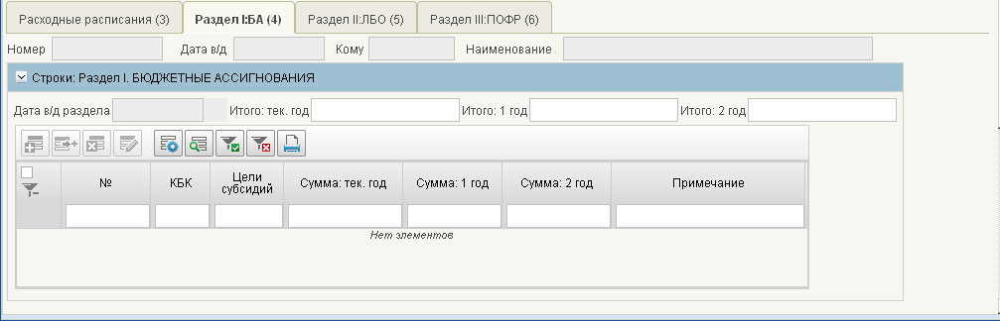 Расходные расписания (3) Раздел I:БА (4) Раздел II:ЛБО (5) Раздел III:ПОФР (6)
Номер Дата в/д Кому Наименование
Строки: Раздел I. БЮДЖЕТНЫЕ АССИГНОВАНИЯ
Дата в/д раздела Итого: тек. год Итого: 1 год Итого: 2 год
№ КБК Цели субсидий Сумма: тек. год Сумма: 1 год Сумма: 2 год Примечание
Нет элементов